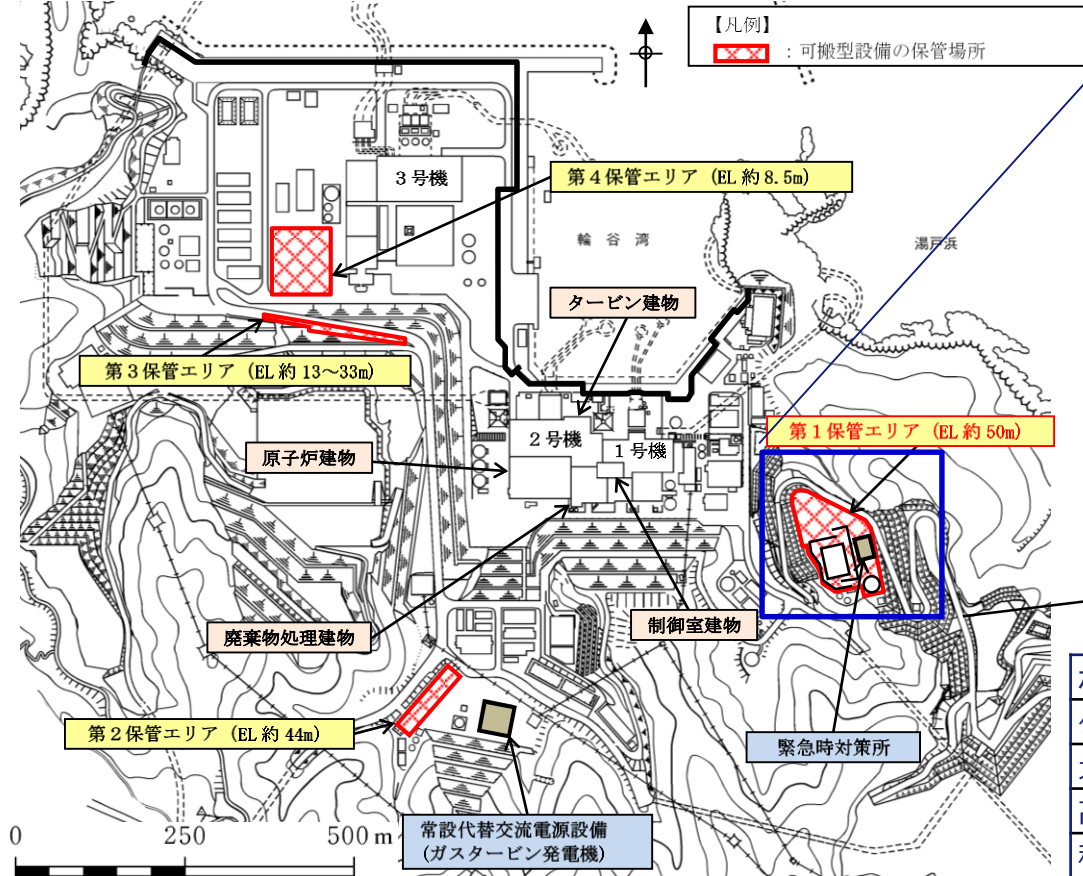 【凡例】
：可搬型設備の保管場所
3号機
第４保管エリア（EL 約 8.5m）
輪谷湾
湯戸浜
タービン建物
第３保管エリア（EL 約 13～33m）
第１保管エリア（EL 約 50m）
２号機
１号機
原子炉建物
廃棄物処理建物
制御室建物
第２保管エリア（EL 約 44m）
緊急時対策所
常設代替交流電源設備
(ガスタービン発電機)
0 250 500 m